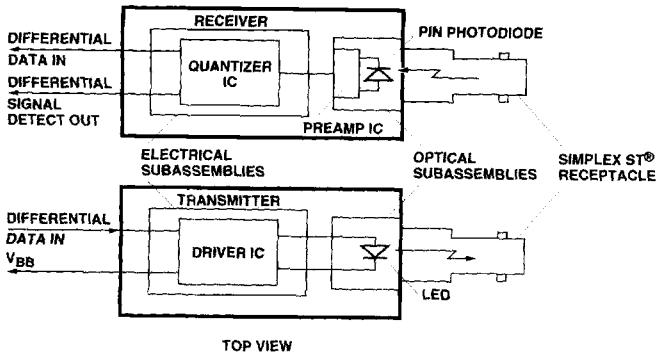 RECEIVER
DIFFERENTIAL
DATA IN
DIFFERENTIAL
SIGNAL
DETECT OUT
QUANTIZER
IC
PIN PHOTODIODE
PREAMP IC
ELECTRICAL
SUBASSEMBLIES
OPTICAL
SUBASSEMBLIES
SIMPLEX ST®
RECEPTACLE
TRANSMITTER
DIFFERENTIAL
DATA IN
VBB
DRIVER IC
LED
TOP VIEW